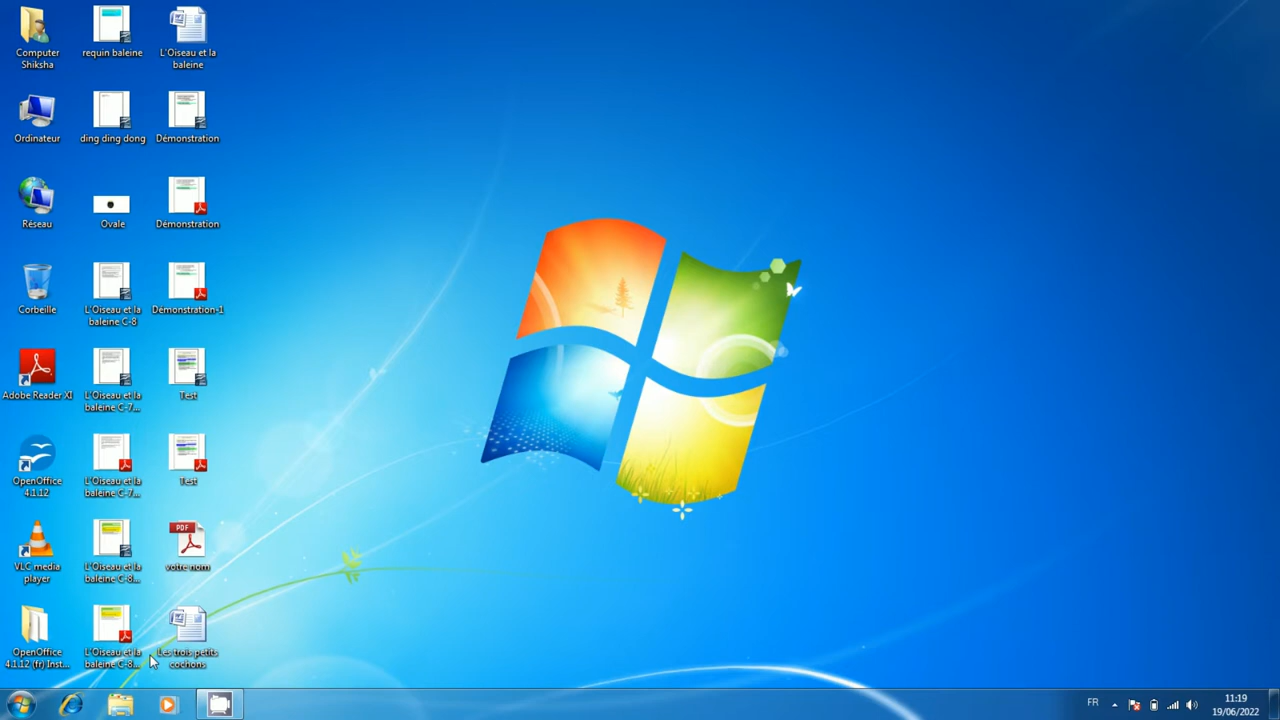 Computer
Shiksha
requin baleine
L'Oiseau et la
baleine
Ordinateur
ding ding dong
Démonstration
Réseau
Ovale
Démonstration
Corbeille
L'Oiseau et la
baleine C-8
Démonstration-1
Adobe Reader XI
L'Oiseau et la
baleine C-7...
Test
OpenOffice
4.1.12
L'Oiseau et la
baleine C-7...
Test
VLC media
player
L'Oiseau et la
baleine C-8...
PDF
votre nom
OpenOffice
4.1.12 (fr) Inst...
L'Oiseau et la
baleine C-8...
Les trois petits
cochons
FR
11:19
19/06/2022